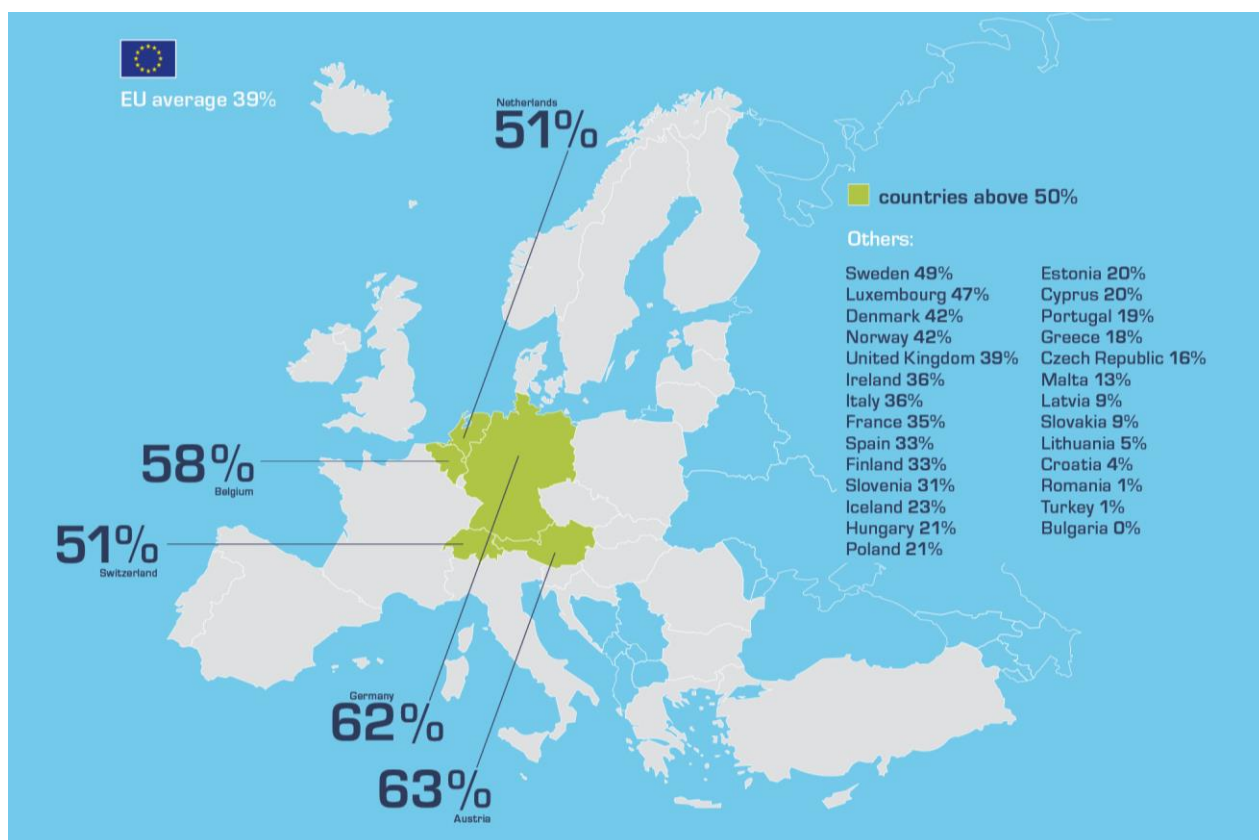 EU average 39%
Netherlands
51%
countries above 50%
Others:
Sweden 49%
Luxembourg 47%
Denmark 42%
Norway 42%
United Kingdom 39%
Ireland 36%
Italy 36%
France 35%
Spain 33%
Finland 33%
Slovenia 31%
Iceland 23%
Hungary 21%
Poland 21%
Estonia 20%
Cyprus 20%
Portugal 19%
Greece 18%
Czech Republic 16%
Malta 13%
Latvia 9%
Slovakia 9%
Lithuania 5%
Croatia 4%
Romania 1%
Turkey 1%
Bulgaria 0%
58%
Belgium
51%
Switzerland
Germany
62%
63%
Austria